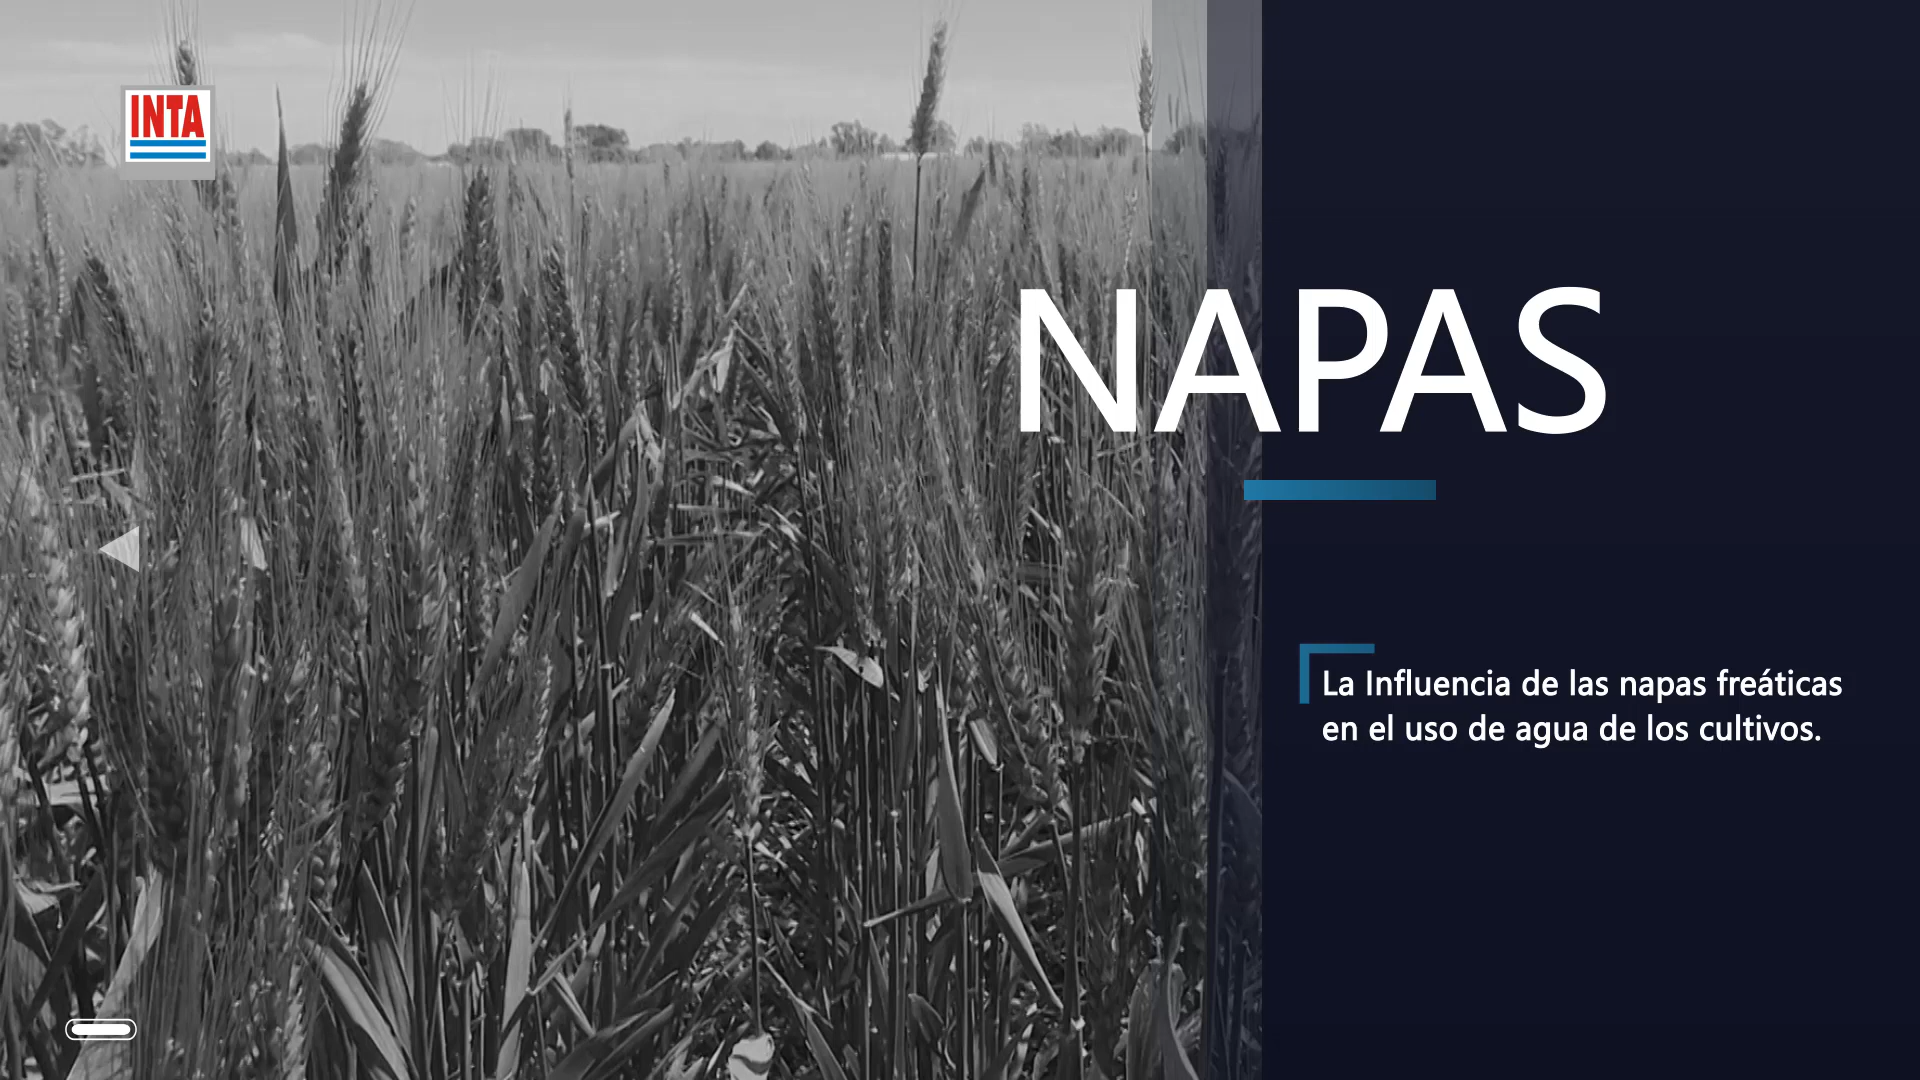 INTA
NAPAS
La Influencia de las napas freáticas
en el uso de agua de los cultivos.